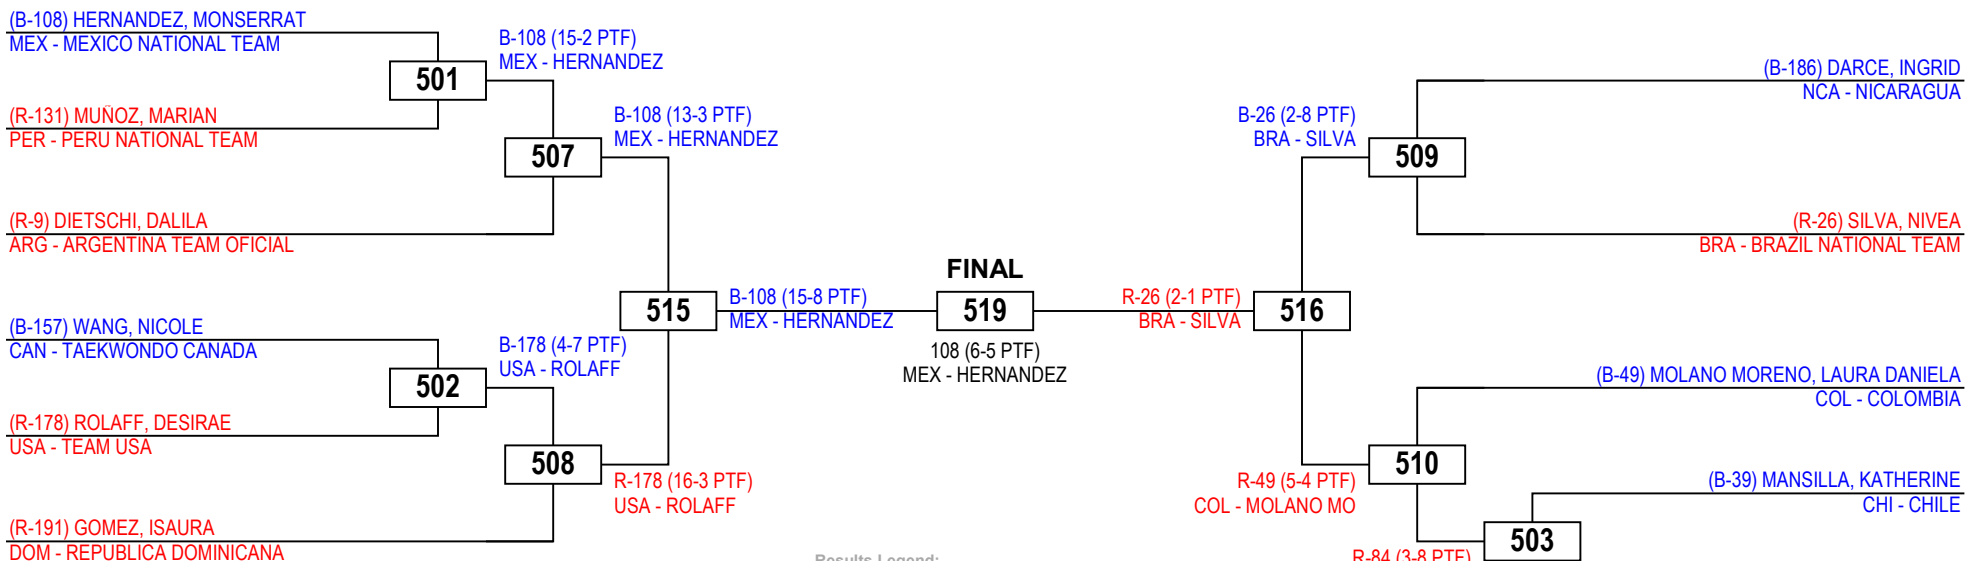 (B-108) HERNANDEZ, MONSERRAT
MEX - MEXICO NATIONAL TEAM
B-108 (15-2 PTF)
MEX - HERNANDEZ
501
(R-131) MUÑOZ, MARIAN
PER - PERU NATIONAL TEAM
B-108 (13-3 PTF)
MEX - HERNANDEZ
507
(R-9) DIETSCHI, DALILA
ARG - ARGENTINA TEAM OFICIAL
515
B-108 (15-8 PTF)
MEX - HERNANDEZ
(B-157) WANG, NICOLE
CAN - TAEKWONDO CANADA
B-178 (4-7 PTF)
USA - ROLAFF
502
(R-178) ROLAFF, DESIRAE
USA - TEAM USA
508
R-178 (16-3 PTF)
USA - ROLAFF
(R-191) GOMEZ, ISAURA
DOM - REPUBLICA DOMINICANA
FINAL
519
108 (6-5 PTF)
MEX - HERNANDEZ
Results Legend:
(B-186) DARCE, INGRID
NCA - NICARAGUA
B-26 (2-8 PTF)
BRA - SILVA
509
(R-26) SILVA, NIVEA
BRA - BRAZIL NATIONAL TEAM
R-26 (2-1 PTF)
BRA - SILVA
516
(B-49) MOLANO MORENO, LAURA DANIELA
COL - COLOMBIA
510
R-49 (5-4 PTF)
COL - MOLANO MO
(B-39) MANSILLA, KATHERINE
CHI - CHILE
503
R-84 (3-8 PTF)